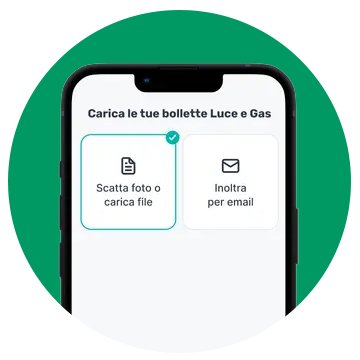 Carica le tue bollette Luce e Gas
Scatta foto o
carica file
Inoltra
per email